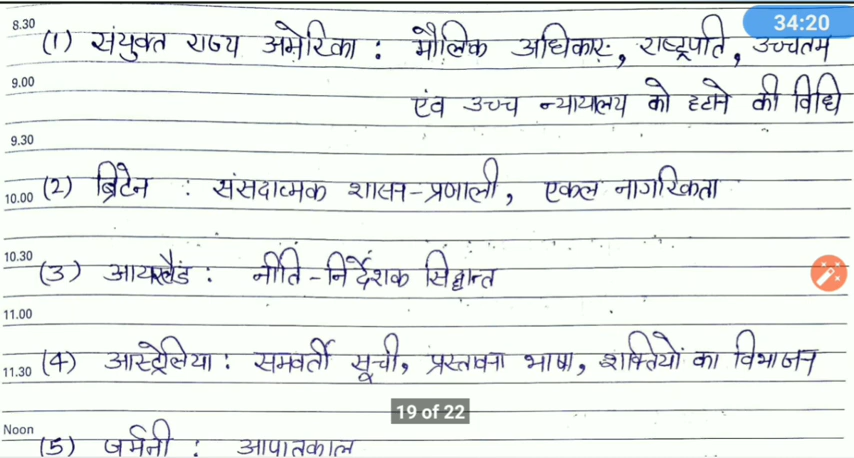 34:20
8.30
(1) संयुक्त राज्य अमेरिका : मौलिक अधिकार, राष्ट्रपति, उच्चतम
9.00
एंव उच्च न्यायालय को हटाने की विधि
9.30
10.00 (2) ब्रिटेन : संसदात्मक शासन-प्रणाली, एकल नागरिकता
10.30
(3) आयरलैंड : नीति-निर्देशक सिद्धान्त
11.00
11.30 (4) आस्ट्रेलिया : समवर्ती सूची, प्रस्तावना भाषा, शक्तियों का विभाजन
19 of 22
Noon
(5) जर्मनी : आपातकाल